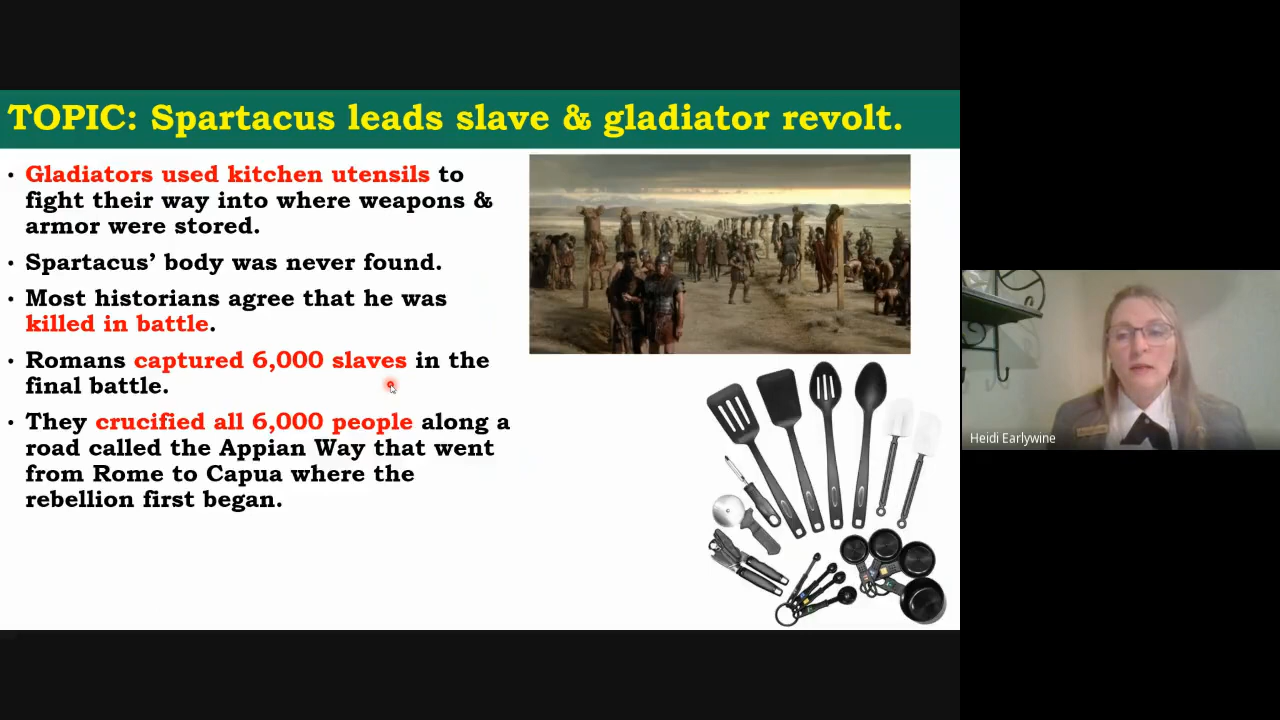 TOPIC: Spartacus leads slave & gladiator revolt.
• Gladiators used kitchen utensils to
fight their way into where weapons &
armor were stored.
• Spartacus’ body was never found.
• Most historians agree that he was
killed in battle.
• Romans captured 6,000 slaves in the
final battle.
• They crucified all 6,000 people along a
road called the Appian Way that went
from Rome to Capua where the
rebellion first began.
Heidi Earlywine